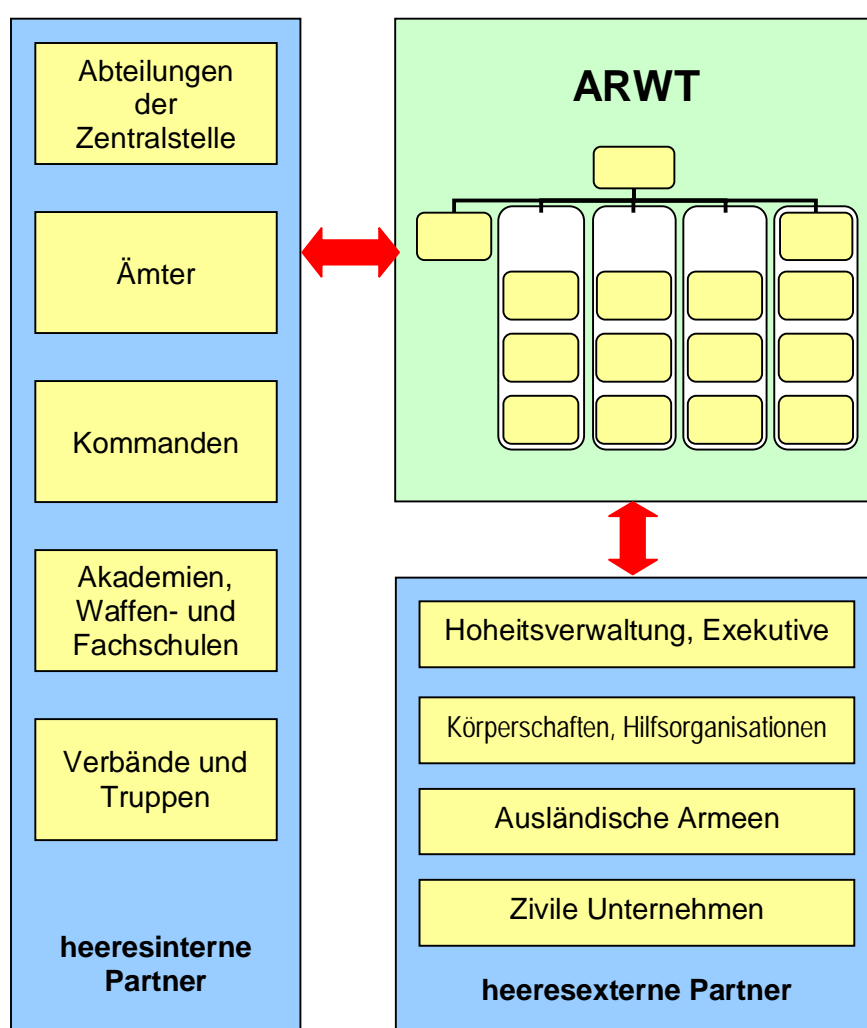 Abteilungen
der
Zentralstelle
Ämter
Kommanden
Akademien,
Waffen- und
Fachschulen
Verbände und
Truppen
heeresinterne
Partner
ARWT
Hoheitsverwaltung, Exekutive
Körperschaften, Hilfsorganisationen
Ausländische Armeen
Zivile Unternehmen
heeresexterne Partner